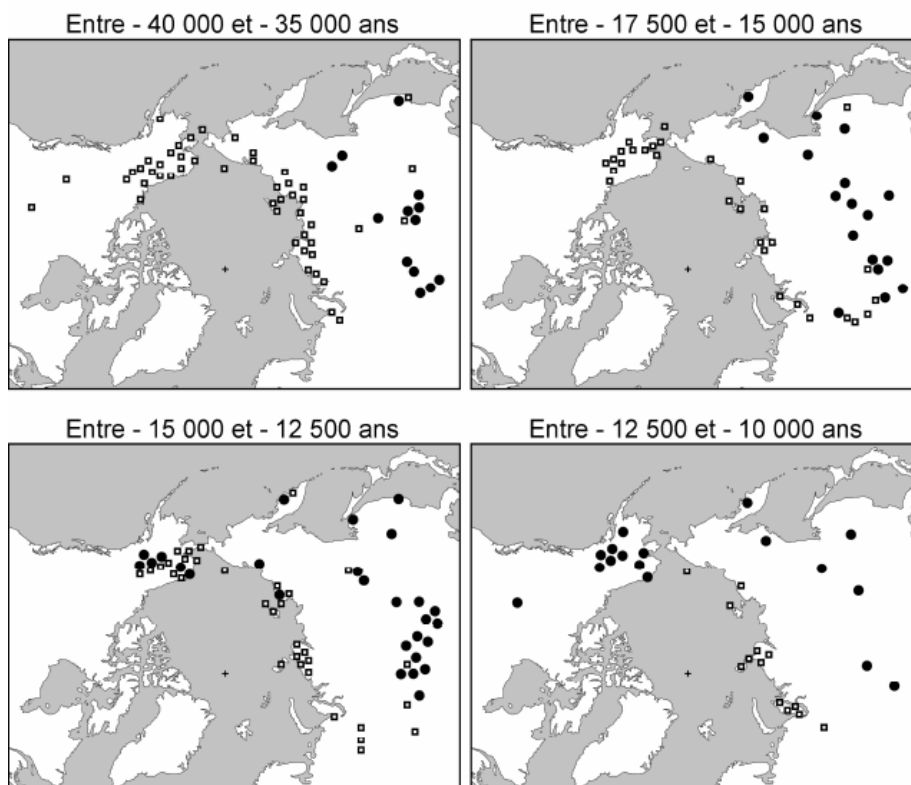 Entre - 40 000 et - 35 000 ans
Entre - 17 500 et - 15 000 ans
Entre - 15 000 et - 12 500 ans
Entre - 12 500 et - 10 000 ans